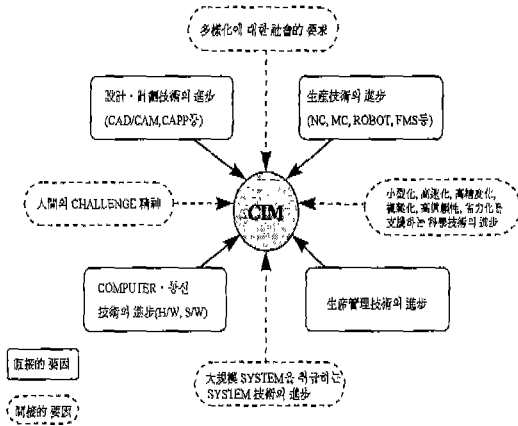 多樣化에 대한 社會的 要求
設計・計劃技術의 進步
(CAD/CAM, CAPP등)
生産技術의 進步
(NC, MC, ROBOT, FMS등)
人間의 CHALLENGE 精神
CIM
小型化, 高速化, 高精度化,
複合化, 高信賴性, 省力化를
支援하는 科學技術의 進步
COMPUTER・통신
技術의 進步(H/W, S/W)
生産管理技術의 進步
直接的 要因
間接的 要因
大規模 SYSTEM을 취급하는
SYSTEM 技術의 進步